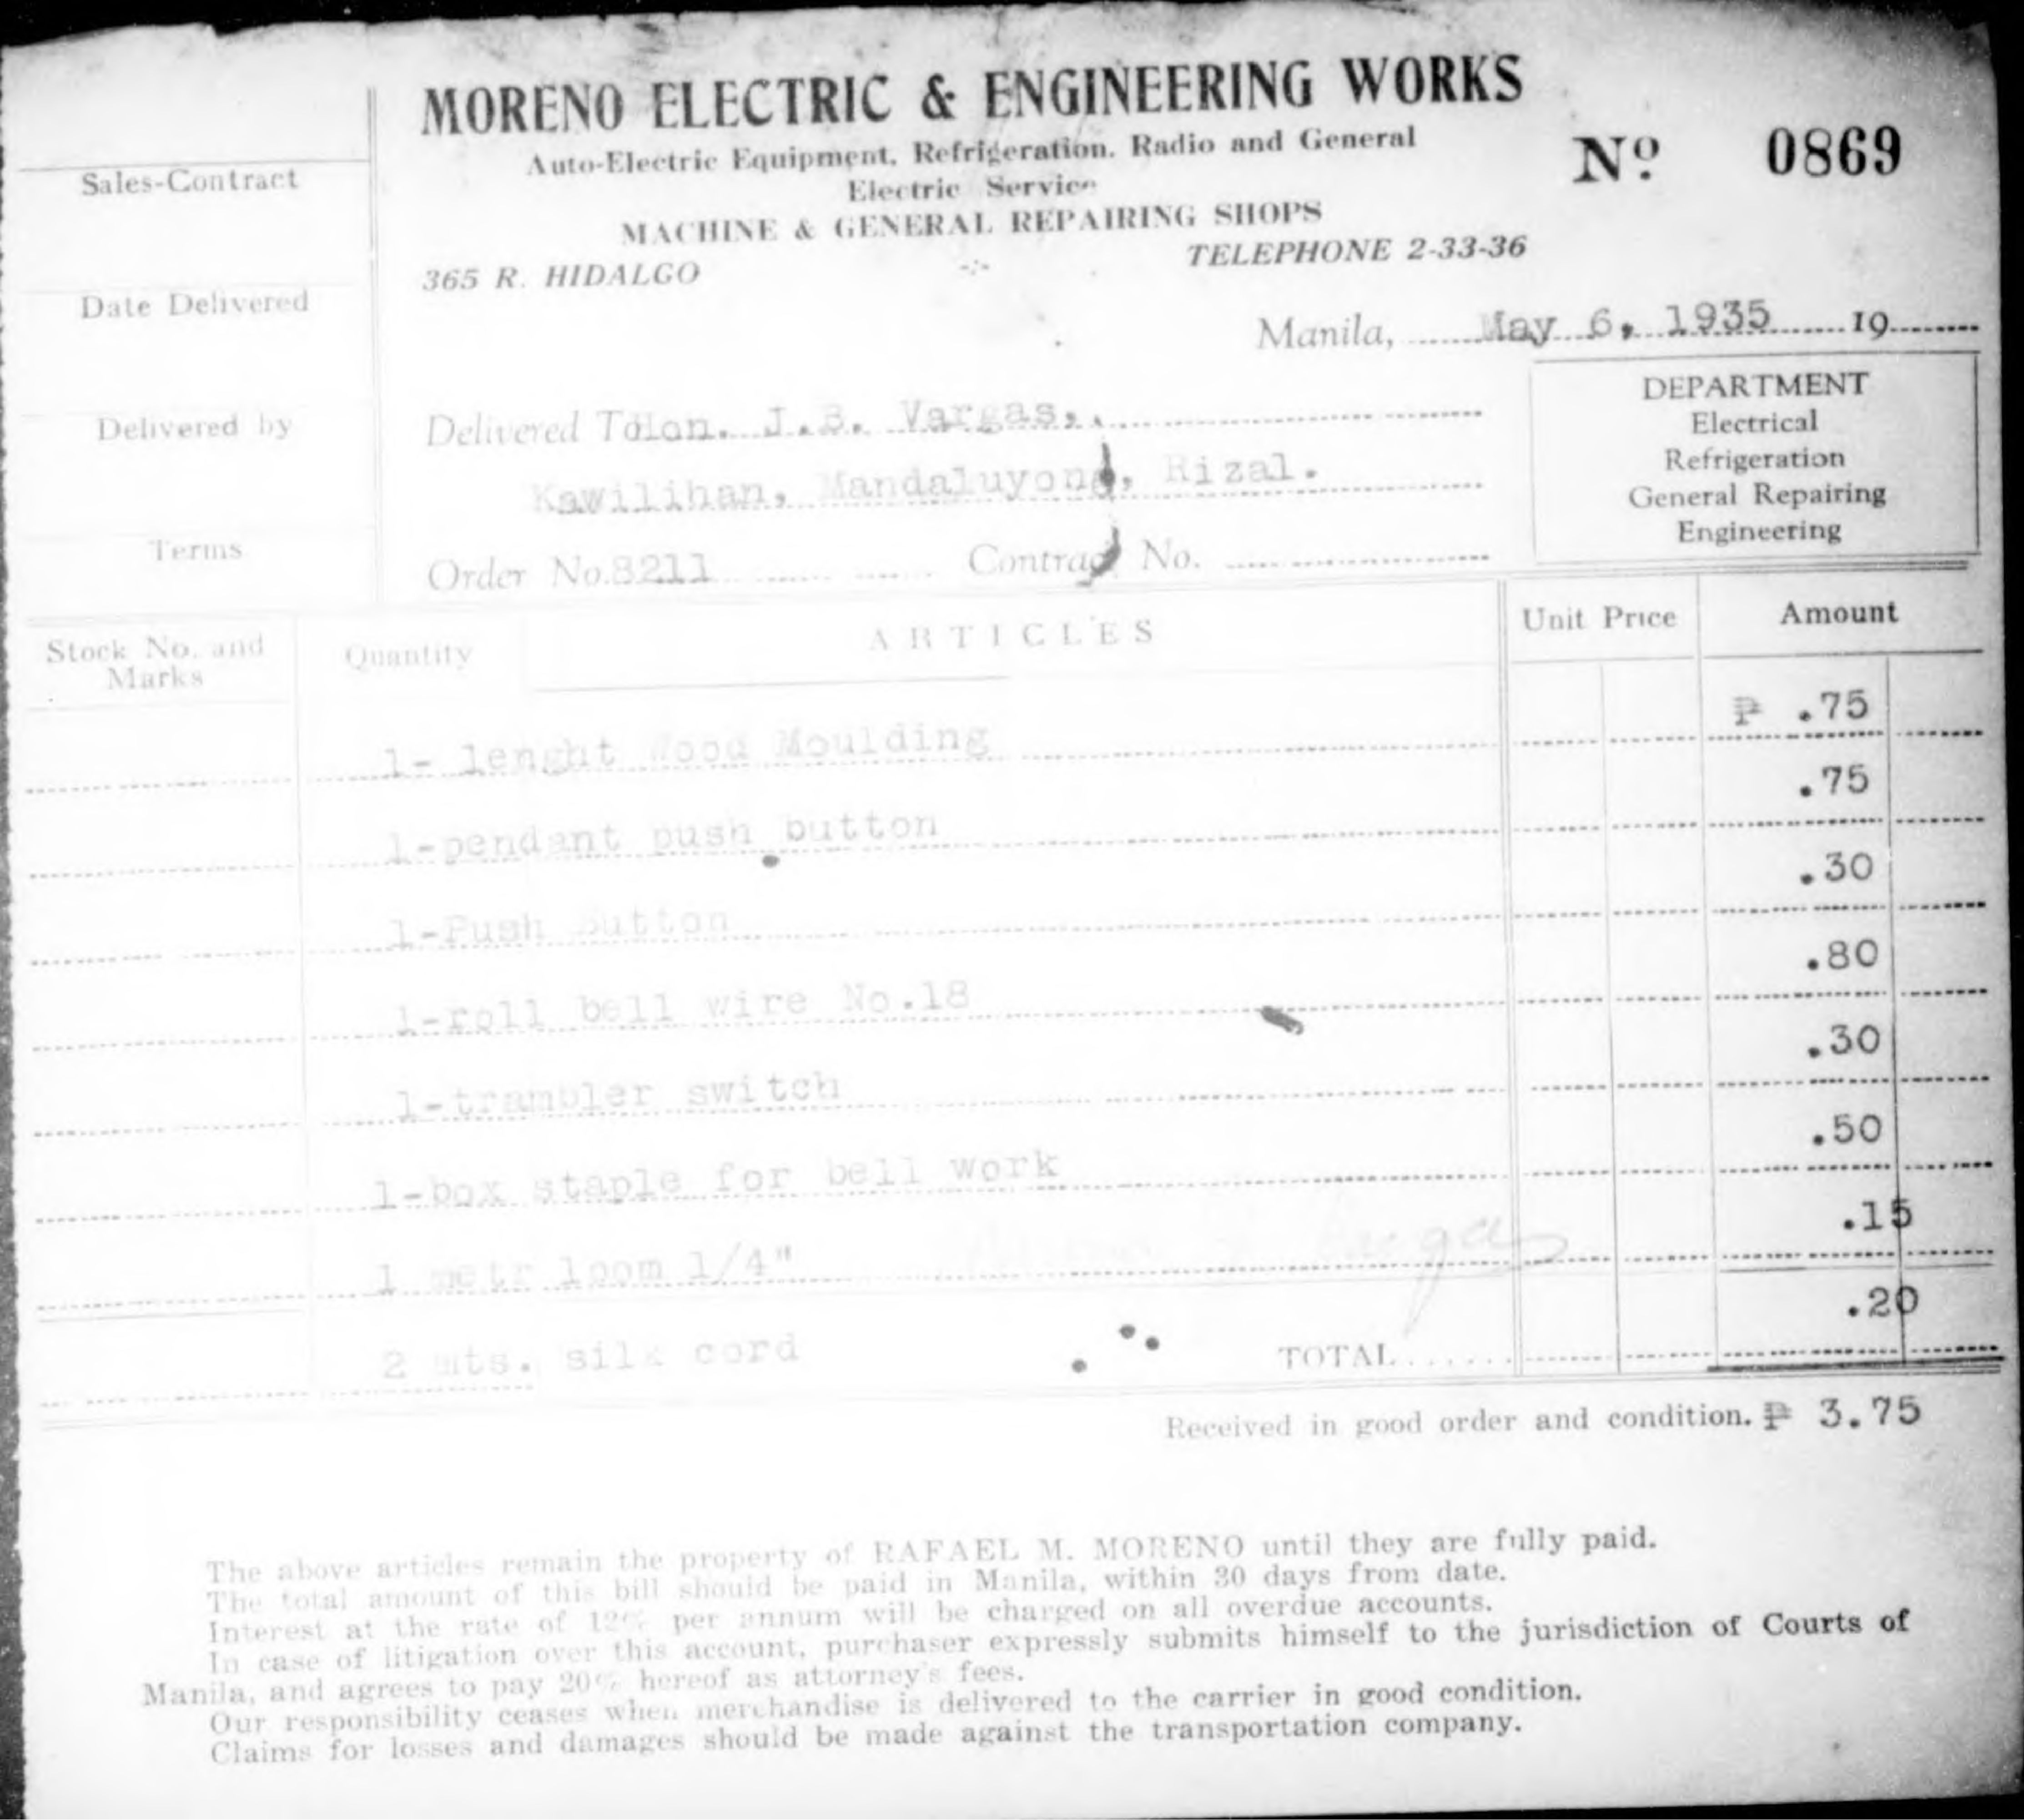 MORENO ELECTRIC & ENGINEERING WORKS
Auto-Electric Equipment, Refrigeration. Radio and General
Electric Service
MACHINE & GENERAL REPAIRING SHOPS
365 R. HIDALGO -:- TELEPHONE 2-33-36
Nº 0869
Sales-Contract
Date Delivered
Delivered by
Terms
Manila, May 6, 1935 19
Delivered To Hon. J.B. Vargas,
Kawilihan, Mandaluyong, Rizal.
Order No. 8211 Contract No.
DEPARTMENT
Electrical
Refrigeration
General Repairing
Engineering
Stock No. and Marks Quantity ARTICLES Unit Price Amount
1- lenght Wood Moulding ₱ .75
1-pendant push button .75
1-Push Button .30
1-roll bell wire No.18 .80
1-trambler switch .30
1-box staple for bell work .50
1 metr loom 1/4" .15
2 mts. silk cord .20
Vargas
TOTAL......
Received in good order and condition. ₱ 3.75
The above articles remain the property of RAFAEL M. MORENO until they are fully paid.
The total amount of this bill should be paid in Manila, within 30 days from date.
Interest at the rate of 12% per annum will be charged on all overdue accounts.
In case of litigation over this account, purchaser expressly submits himself to the jurisdiction of Courts of
Manila, and agrees to pay 20% hereof as attorney's fees.
Our responsibility ceases when merchandise is delivered to the carrier in good condition.
Claims for losses and damages should be made against the transportation company.